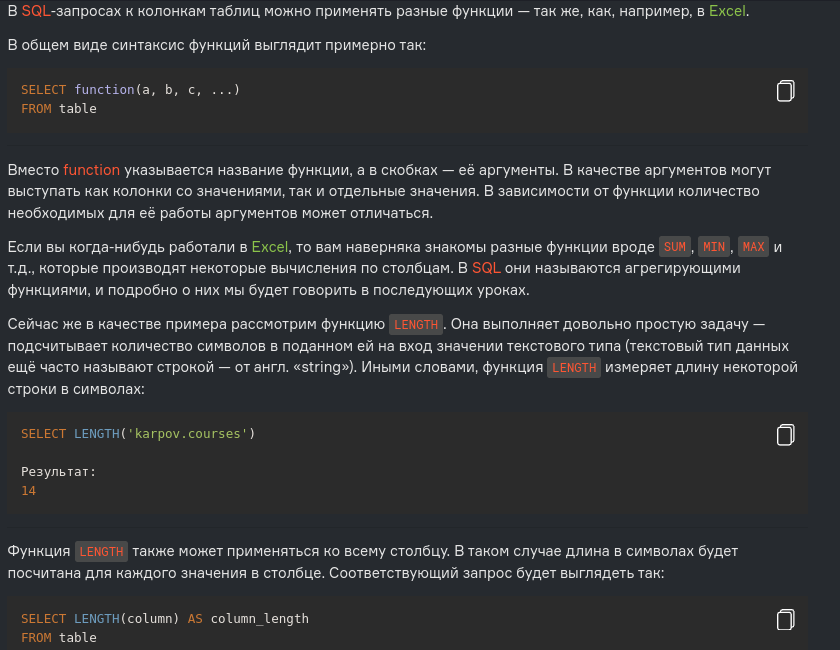 В SQL-запросах к колонкам таблиц можно применять разные функции — так же, как, например, в Excel.
В общем виде синтаксис функций выглядит примерно так:
SELECT function(a, b, c, ...)
FROM table
Вместо function указывается название функции, а в скобках — её аргументы. В качестве аргументов могут
выступать как колонки со значениями, так и отдельные значения. В зависимости от функции количество
необходимых для её работы аргументов может отличаться.
Если вы когда-нибудь работали в Excel, то вам наверняка знакомы разные функции вроде SUM, MIN, MAX и
т.д., которые производят некоторые вычисления по столбцам. В SQL они называются агрегирующими
функциями, и подробно о них мы будет говорить в последующих уроках.
Сейчас же в качестве примера рассмотрим функцию LENGTH. Она выполняет довольно простую задачу —
подсчитывает количество символов в поданном ей на вход значении текстового типа (текстовый тип данных
ещё часто называют строкой — от англ. «string»). Иными словами, функция LENGTH измеряет длину некоторой
строки в символах:
SELECT LENGTH('karpov.courses')
Результат:
14
Функция LENGTH также может применяться ко всему столбцу. В таком случае длина в символах будет
посчитана для каждого значения в столбце. Соответствующий запрос будет выглядеть так:
SELECT LENGTH(column) AS column_length
FROM table